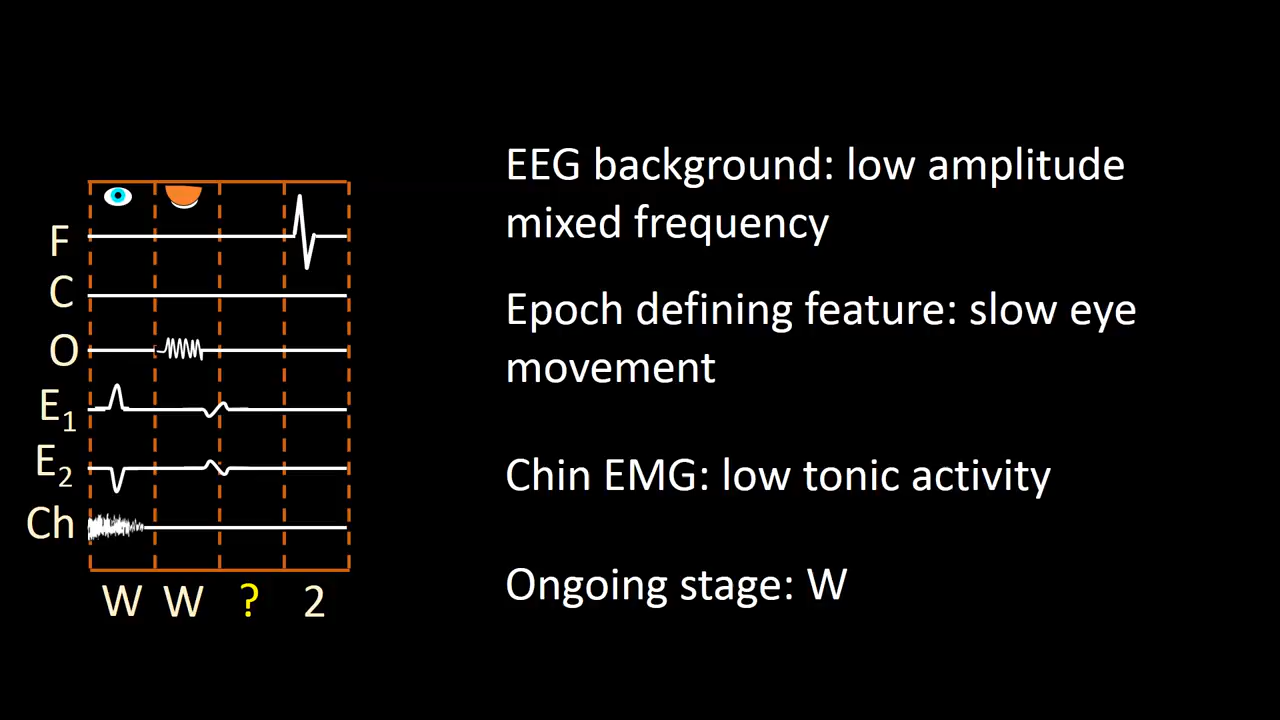 F
C
O
E1
E2
Ch
W W ? 2
EEG background: low amplitude
mixed frequency
Epoch defining feature: slow eye
movement
Chin EMG: low tonic activity
Ongoing stage: W